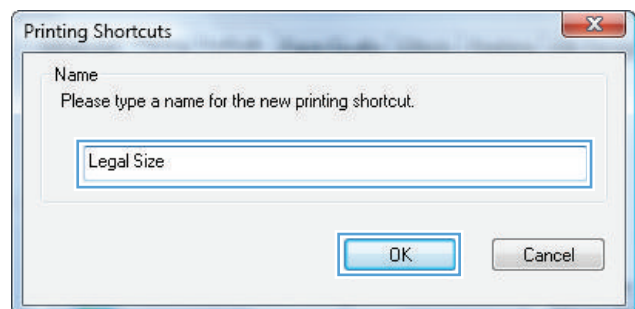 Printing Shortcuts
Name
Please type a name for the new printing shortcut.
Legal Size
OK
Cancel